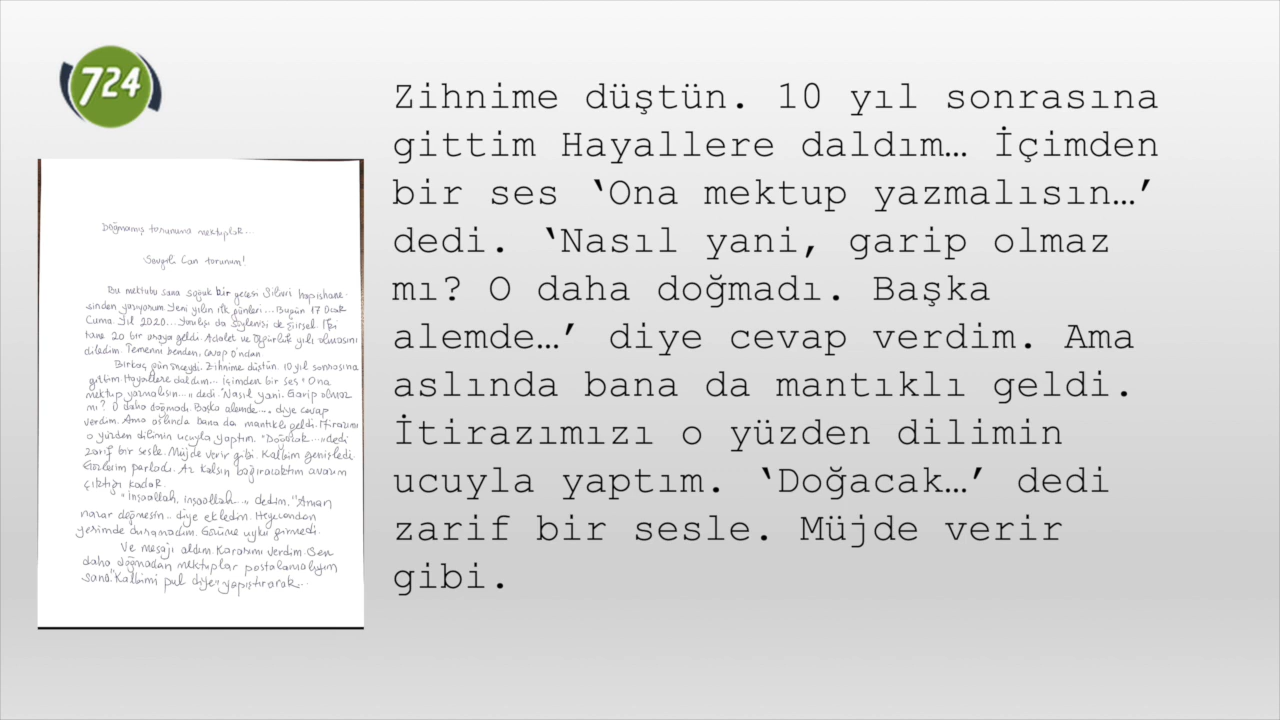 724
Doğmamış torunuma mektuplar...
Sevgili Can torunum!
Bu mektubu sana soğuk bir gecesi Silivri hapishane-
sinden yazıyorum. Yeni yılın ilk günleri... Bugün 17 Ocak
Cuma. Yıl 2020... Yazılışı da söylenişi de şiirsel. İki
tane 20 bir araya geldi. Adalet ve özgürlük yılı olmasını
diledim. Temenni benden, cevap O'ndan.
Birkaç gün önceydi. Zihnime düştün. 10 yıl sonrasına
gittim. Hayallere daldım... İçimden bir ses "Ona
mektup yazmalısın..." dedi. "Nasıl yani. Garip olmaz
mı? O daha doğmadı. Başka alemde..." diye cevap
verdim. Ama aslında bana da mantıklı geldi. İtirazımı
o yüzden dilimin ucuyla yaptım. "Doğacak..." dedi
zarif bir sesle. Müjde verir gibi. Kalbim genişledi.
Gözlerim parladı. Az kalsın bağıracaktım avazım
çıktığı kadar.
"İnşaallah, inşaallah..." dedim. "Aman
nazar değmesin..." diye ekledim. Heyecandan
yerimde duramadım. Gözüme uyku girmedi.
Ve mesajı aldım. Kararımı verdim. Sen
daha doğmadan mektuplar postalamalıyım
sana. "Kalbimi pul diye" yapıştırarak...
Zihnime düştün. 10 yıl sonrasına
gittim Hayallere daldım… İçimden
bir ses ‘Ona mektup yazmalısın…’
dedi. ‘Nasıl yani, garip olmaz
mı? O daha doğmadı. Başka
alemde…’ diye cevap verdim. Ama
aslında bana da mantıklı geldi.
İtirazımızı o yüzden dilimin
ucuyla yaptım. ‘Doğacak…’ dedi
zarif bir sesle. Müjde verir
gibi.